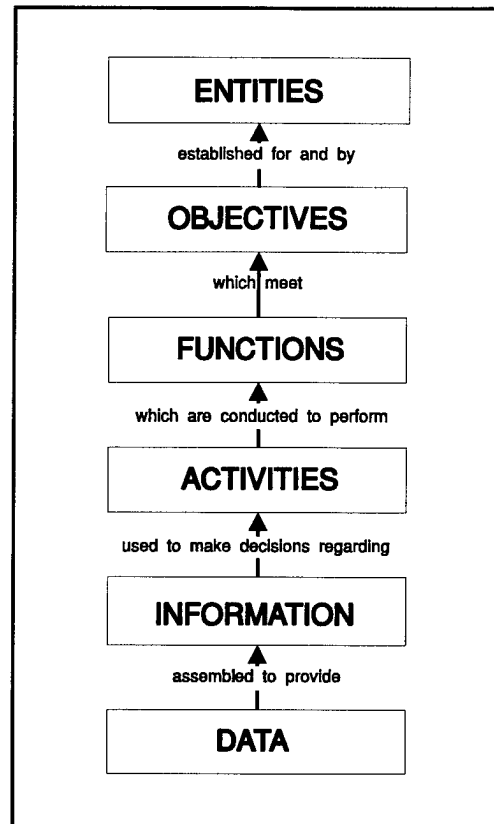 ENTITIES
established for and by
OBJECTIVES
which meet
FUNCTIONS
which are conducted to perform
ACTIVITIES
used to make decisions regarding
INFORMATION
assembled to provide
DATA